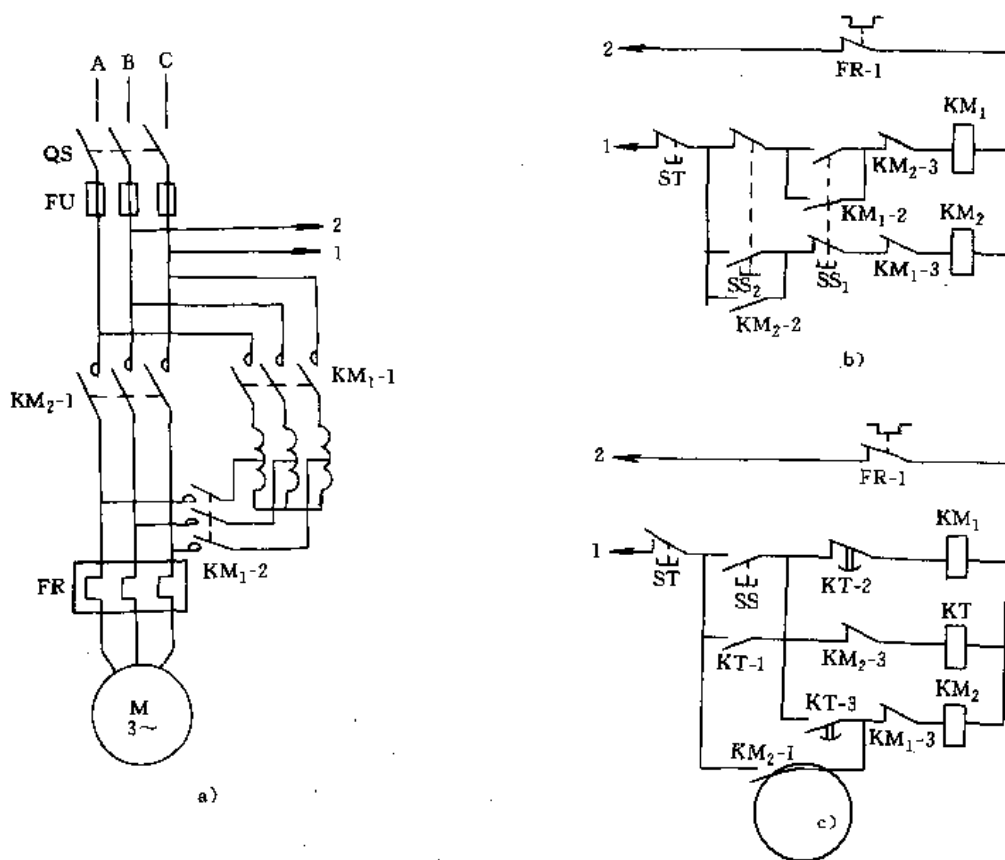 A B C
QS
FU
2
1
KM₂-1
KM₁-1
KM₁-2
FR
M
3~
a)
2
FR-1
1
ST
KM₂-3
KM₁
KM₁-2
KM₂
SS₂
SS₁
KM₁-3
KM₂-2
b)
2
FR-1
1
ST
SS
KT-2
KM₁
KT-1
KM₂-3
KT
KT-3
KM₁-3
KM₂
KM₂-1
c)